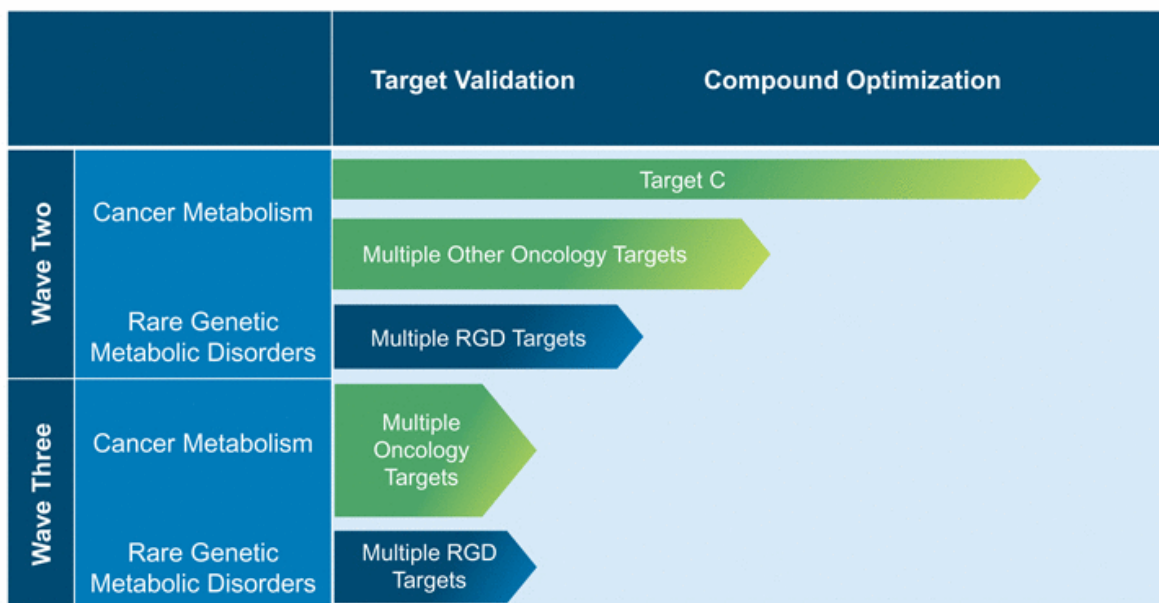 Target Validation
Compound Optimization
Wave Two
Cancer Metabolism
Target C
Multiple Other Oncology Targets
Rare Genetic
Metabolic Disorders
Multiple RGD Targets
Wave Three
Cancer Metabolism
Multiple
Oncology
Targets
Rare Genetic
Metabolic Disorders
Multiple RGD
Targets